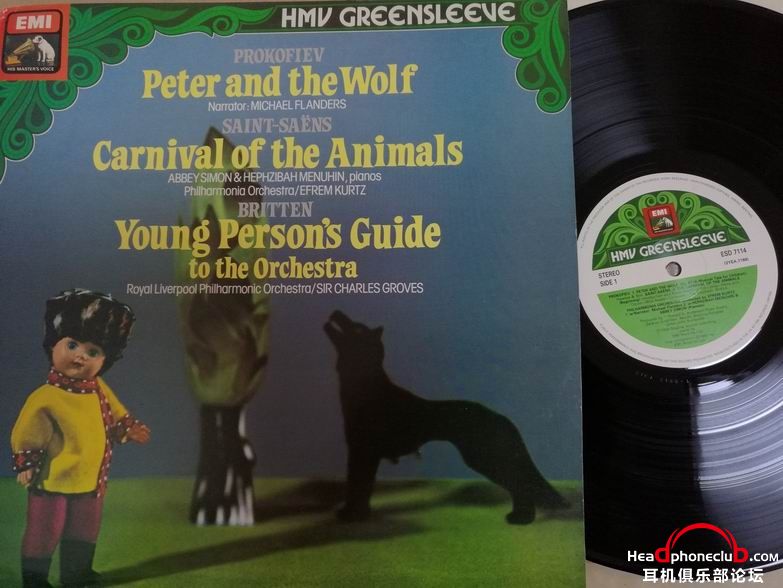 EMI
HIS MASTER'S VOICE
HMV GREENSLEEVE
PROKOFIEV
Peter and the Wolf
Narrator: MICHAEL FLANDERS
SAINT-SAËNS
Carnival of the Animals
ABBEY SIMON & HEPHZIBAH MENUHIN, pianos
Philharmonia Orchestra/EFREM KURTZ
BRITTEN
Young Person's Guide
to the Orchestra
Royal Liverpool Philharmonic Orchestra/SIR CHARLES GROVES
EMI
HMV GREENSLEEVE
STEREO
SIDE 1
ESD 7114
Headphoneclub.com
耳机俱乐部论坛